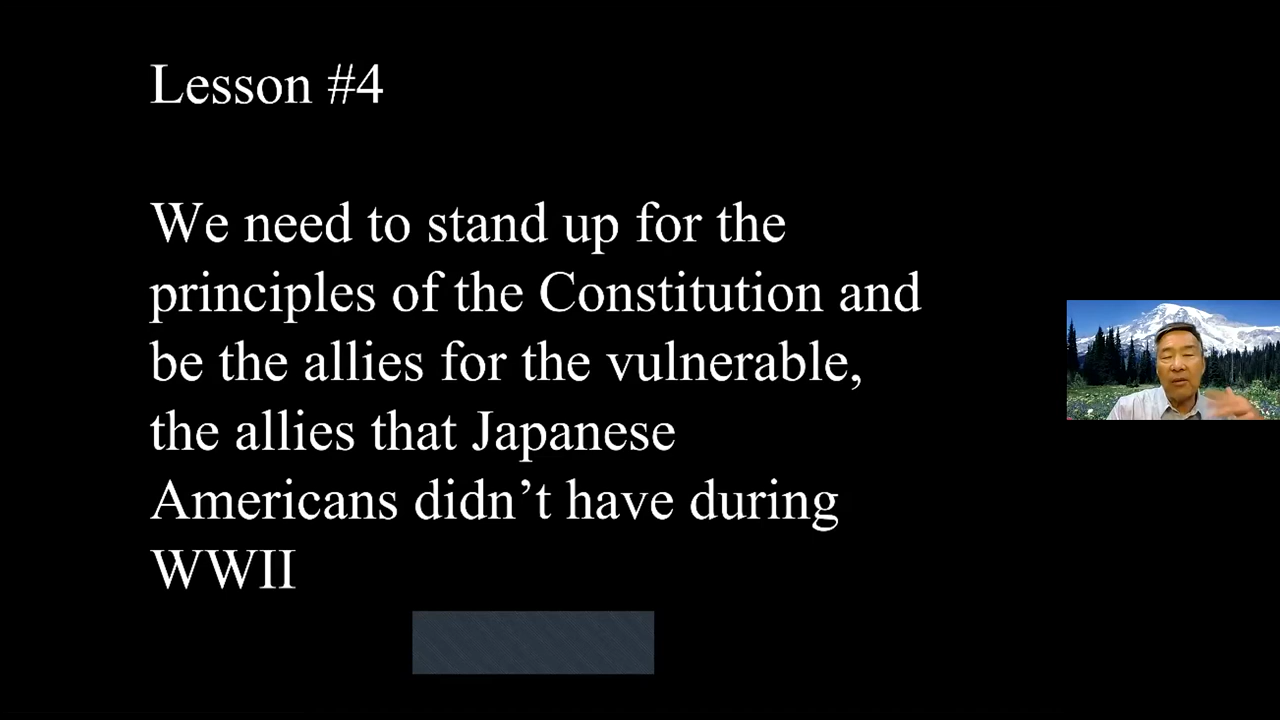 Lesson #4
We need to stand up for the
principles of the Constitution and
be the allies for the vulnerable,
the allies that Japanese
Americans didn’t have during
WWII